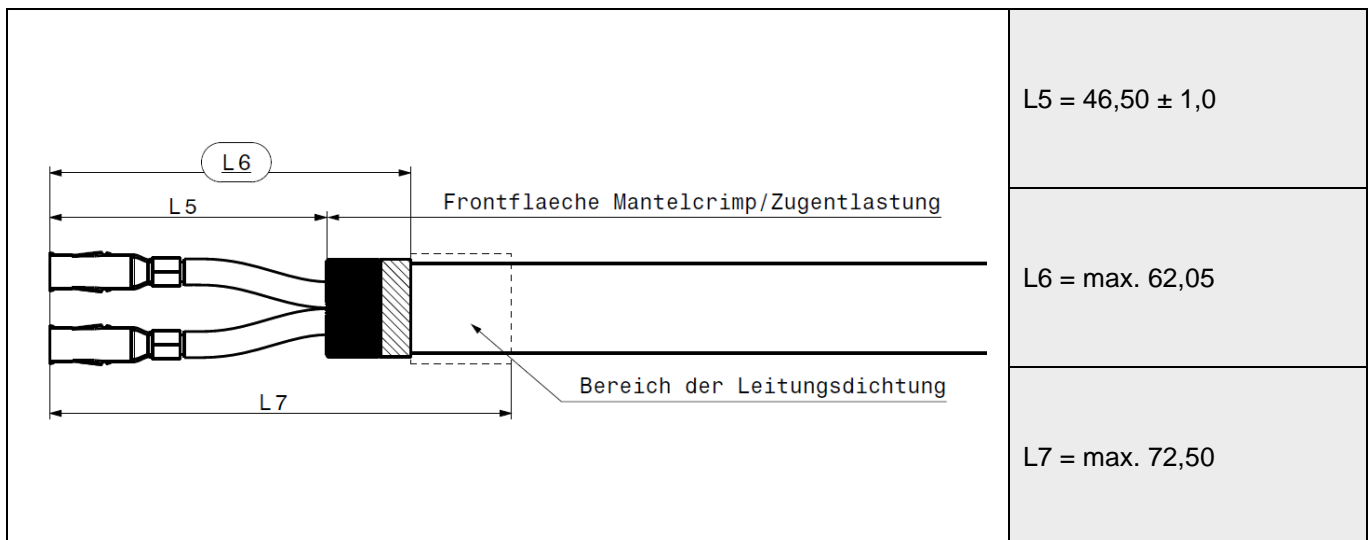 L6
L5
Frontflaeche Mantelcrimp/Zugentlastung
Bereich der Leitungsdichtung
L7
L5 = 46,50 ± 1,0
L6 = max. 62,05
L7 = max. 72,50